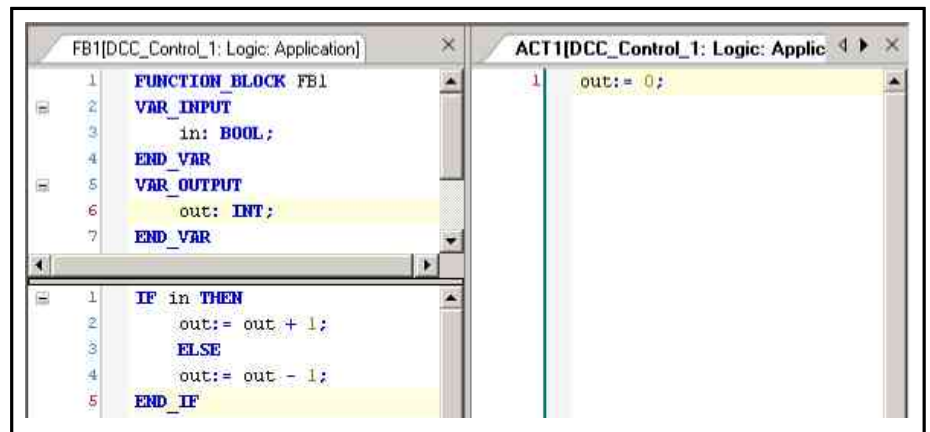 FB1[DCC_Control_1: Logic: Application]
1 FUNCTION_BLOCK FB1
2 VAR_INPUT
3 in: BOOL;
4 END_VAR
5 VAR_OUTPUT
6 out: INT;
7 END_VAR
1 IF in THEN
2 out:= out + 1;
3 ELSE
4 out:= out - 1;
5 END_IF
ACT1[DCC_Control_1: Logic: Applic
1 out:= 0;